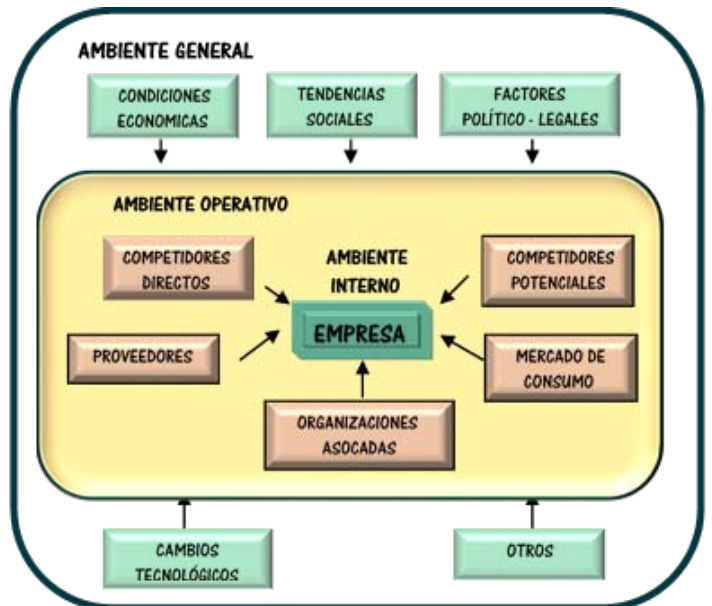 AMBIENTE GENERAL
CONDICIONES
ECONOMICAS
TENDENCIAS
SOCIALES
FACTORES
POLÍTICO - LEGALES
AMBIENTE OPERATIVO
COMPETIDORES
DIRECTOS
AMBIENTE
INTERNO
COMPETIDORES
POTENCIALES
EMPRESA
PROVEEDORES
MERCADO DE
CONSUMO
ORGANIZACIONES
ASOCADAS
CAMBIOS
TECNOLÓGICOS
OTROS